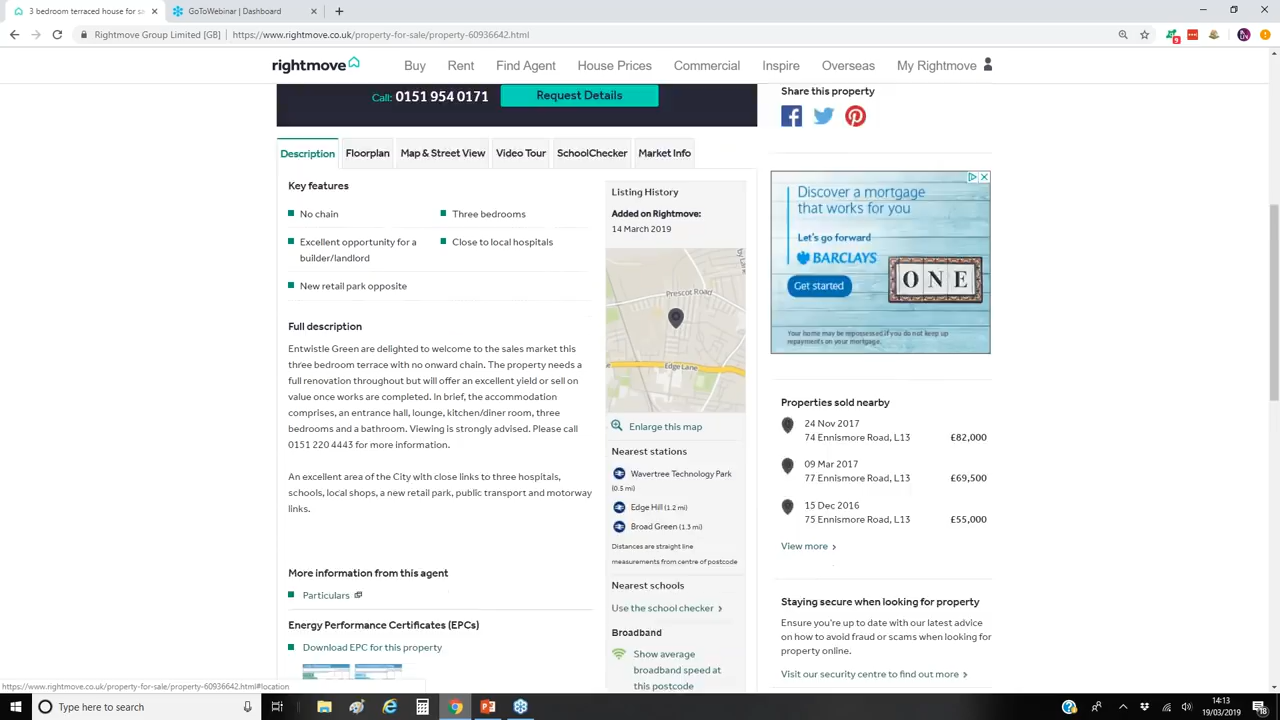 3 bedroom terraced house for sa
GoToWebinar | Dashboard
Rightmove Group Limited [GB] | https://www.rightmove.co.uk/property-for-sale/property-60936642.html
9
rightmove
Buy
Rent
Find Agent
House Prices
Commercial
Inspire
Overseas
My Rightmove
Call: 0151 954 0171
Request Details
Share this property
Description
Floorplan
Map & Street View
Video Tour
SchoolChecker
Market Info
Key features
No chain
Three bedrooms
Excellent opportunity for a
builder/landlord
Close to local hospitals
New retail park opposite
Full description
Entwistle Green are delighted to welcome to the sales market this
three bedroom terrace with no onward chain. The property needs a
full renovation throughout but will offer an excellent yield or sell on
value once works are completed. In brief, the accommodation
comprises, an entrance hall, lounge, kitchen/diner room, three
bedrooms and a bathroom. Viewing is strongly advised. Please call
0151 220 4443 for more information.
An excellent area of the City with close links to three hospitals,
schools, local shops, a new retail park, public transport and motorway
links.
More information from this agent
Particulars
Energy Performance Certificates (EPCs)
Download EPC for this property
Listing History
Added on Rightmove:
14 March 2019
Prescot Road
Edge Lane
Enlarge this map
Nearest stations
Wavertree Technology Park
(0.5 mi)
Edge Hill (1.2 mi)
Broad Green (1.3 mi)
Distances are straight line
measurements from centre of postcode
Nearest schools
Use the school checker
Broadband
Show average
broadband speed at
this postcode
Discover a mortgage
that works for you
Let's go forward
BARCLAYS
Get started
ONE
Your home may be repossessed if you do not keep up
repayments on your mortgage.
Properties sold nearby
24 Nov 2017
74 Ennismore Road, L13 £82,000
09 Mar 2017
77 Ennismore Road, L13 £69,500
15 Dec 2016
75 Ennismore Road, L13 £55,000
View more
Staying secure when looking for property
Ensure you're up to date with our latest advice
on how to avoid fraud or scams when looking for
property online.
Visit our security centre to find out more
https://www.rightmove.co.uk/property-for-sale/property-60936642.html#location
Type here to search
14:13
19/03/2019
18